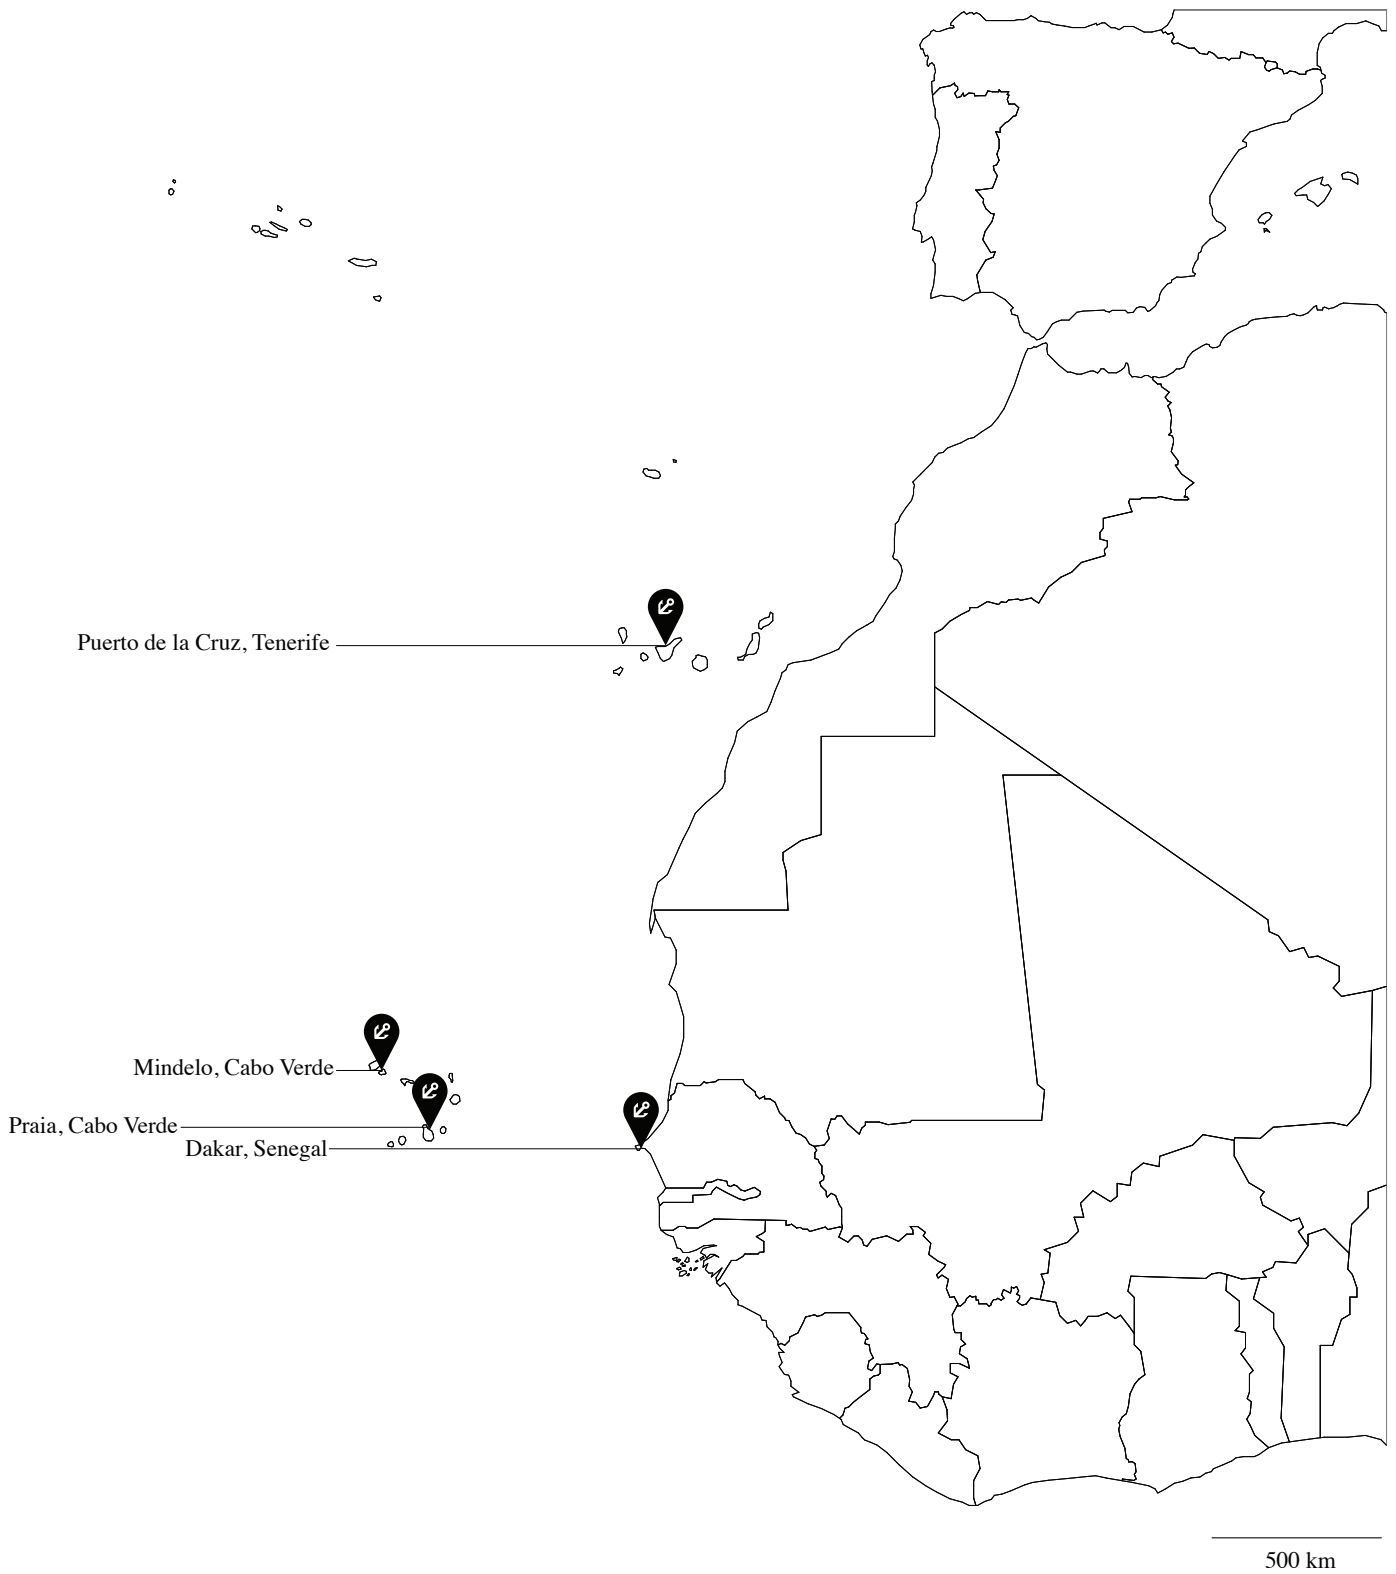 Puerto de la Cruz, Tenerife
Mindelo, Cabo Verde
Praia, Cabo Verde
Dakar, Senegal
500 km